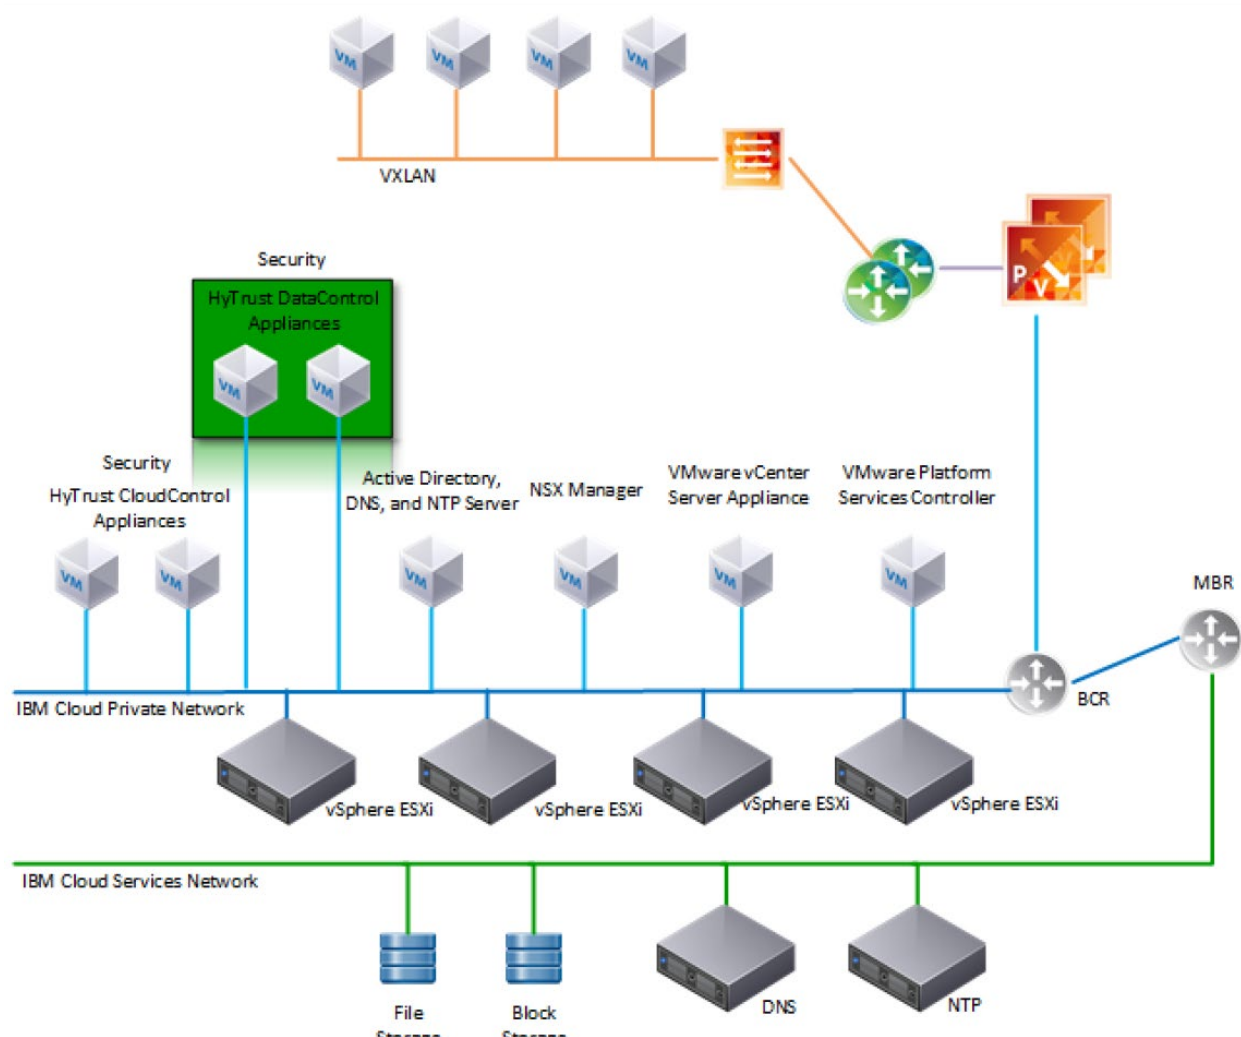 VM
VM
VM
VM
VXLAN
P
V
V
Security
HyTrust DataControl
Appliances
VM
VM
Security
HyTrust CloudControl
Appliances
Active Directory,
DNS, and NTP Server
NSX Manager
VMware vCenter
Server Appliance
VMware Platform
Services Controller
VM
VM
VM
VM
VM
VM
MBR
BCR
IBM Cloud Private Network
vSphere ESXi
vSphere ESXi
vSphere ESXi
vSphere ESXi
IBM Cloud Services Network
File
Storage
Block
Storage
DNS
NTP